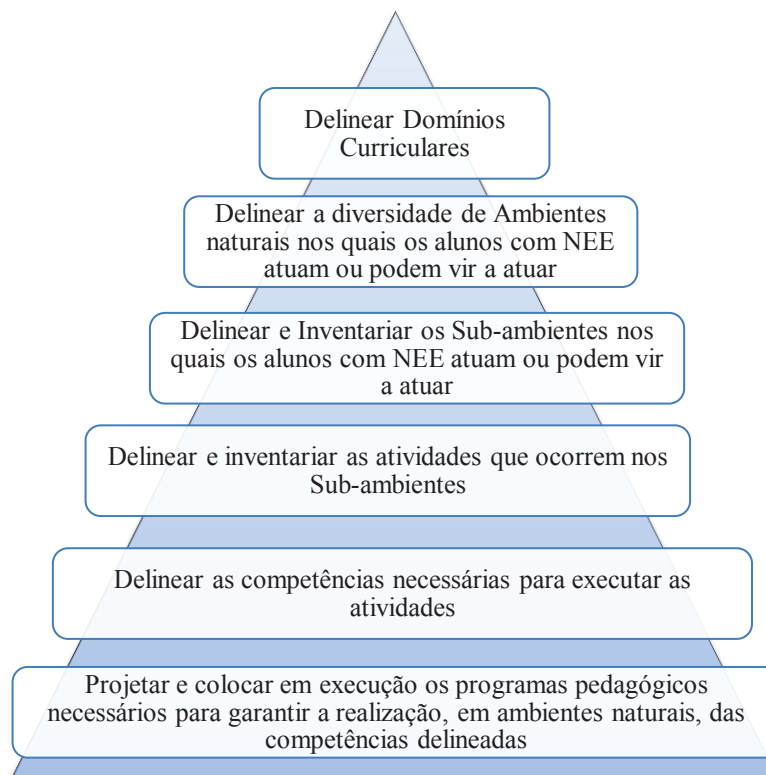 Delinear Domínios
Curriculares
Delinear a diversidade de Ambientes
naturais nos quais os alunos com NEE
atuam ou podem vir a atuar
Delinear e Inventariar os Sub-ambientes nos
quais os alunos com NEE atuam ou podem vir
a atuar
Delinear e inventariar as atividades que ocorrem nos
Sub-ambientes
Delinear as competências necessárias para executar as
atividades
Projetar e colocar em execução os programas pedagógicos
necessários para garantir a realização, em ambientes naturais, das
competências delineadas